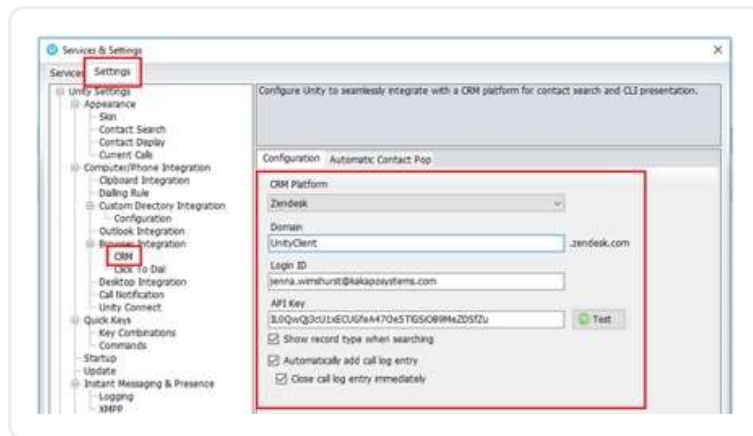 Services & Settings
Services Settings
Unity Settings
Appearance
Skin
Contact Search
Contact Display
Current Calls
Computer/Phone Integration
Clipboard Integration
Dialling Rule
Custom Directory Integration
Configuration
Outlook Integration
Browser Integration
CRM
Click To Dial
Desktop Integration
Call Notification
Unity Connect
Quick Keys
Key Combinations
Commands
Startup
Update
Instant Messaging & Presence
Logging
XMPP
Configure Unity to seamlessly integrate with a CRM platform for contact search and CLI presentation.
Configuration Automatic Contact Pop
CRM Platform
Zendesk
Domain
UnityClient .zendesk.com
Login ID
jenna.wimshurst@kakaposystems.com
API Key
Test
Show record type when searching
Automatically add call log entry
Close call log entry immediately